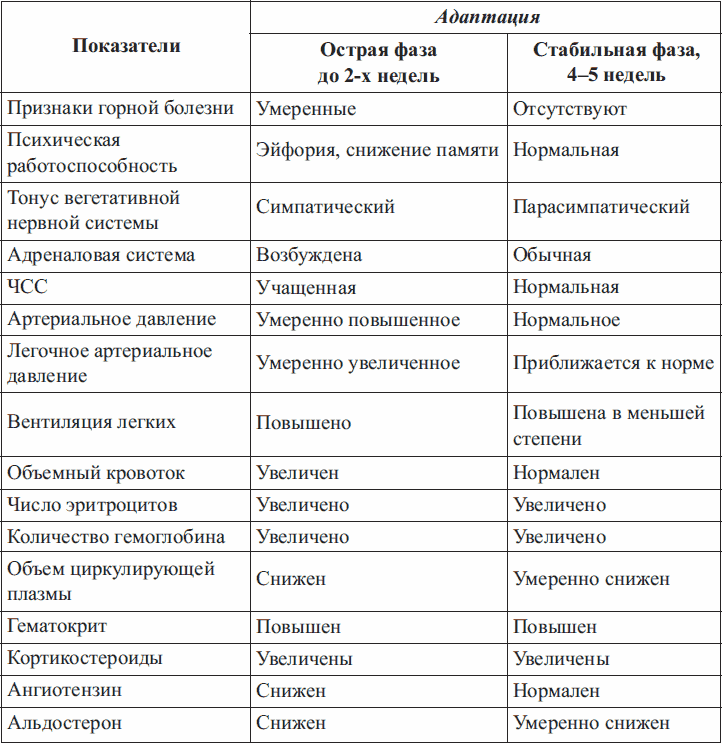 Показатели
Адаптация
Острая фаза
до 2-х недель
Стабильная фаза,
4–5 недель
Признаки горной болезни Умеренные Отсутствуют
Психическая
работоспособность
Эйфория, снижение памяти Нормальная
Тонус вегетативной
нервной системы
Симпатический Парасимпатический
Адреналовая система Возбуждена Обычная
ЧСС Учащенная Нормальная
Артериальное давление Умеренно повышенное Нормальное
Легочное артериальное
давление
Умеренно увеличенное Приближается к норме
Вентиляция легких Повышено
Повышена в меньшей
степени
Объемный кровоток Увеличен Нормален
Число эритроцитов Увеличено Увеличено
Количество гемоглобина Увеличено Увеличено
Объем циркулирующей
плазмы
Снижен Умеренно снижен
Гематокрит Повышен Повышен
Кортикостероиды Увеличены Увеличены
Ангиотензин Снижен Нормален
Альдостерон Снижен Умеренно снижен